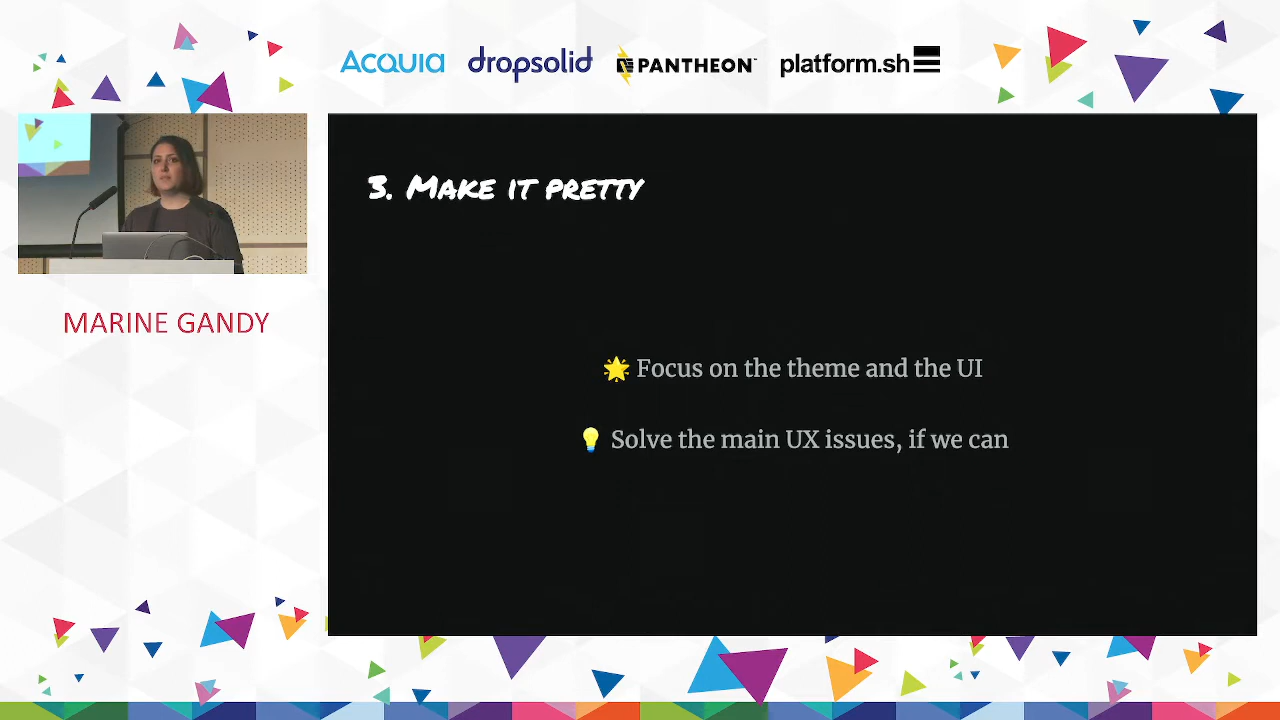 ACQUIA dropsolid PANTHEON platform.sh
3. MAKE IT PRETTY
MARINE GANDY
🌟 Focus on the theme and the UI
💡 Solve the main UX issues, if we can